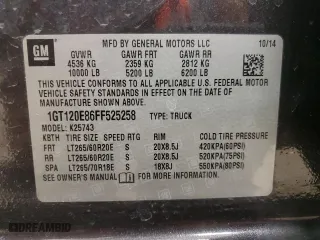 GM
MFD BY GENERAL MOTORS LLC 10/14
GVWR GAWR FRT GAWR RR
4536 KG 2359 KG 2812 KG
10000 LB 5200 LB 6200 LB
THIS VEHICLE CONFORMS TO ALL APPLICABLE U.S. FEDERAL MOTOR
VEHICLE SAFETY STANDARDS IN EFFECT ON THE DATE OF
MANUFACTURE SHOWN ABOVE.
1GT120E86FF525258 TYPE: TRUCK
MODEL: K25743
KBTS TIRE SIZE SPEED RTG RIM COLD TIRE PRESSURE
FRT LT265/60R20E S 20X8.5J 420KPA(60PSI)
RR LT265/60R20E S 20X8.5J 520KPA(75PSI)
SPA LT265/70R18E S 18X8J 550KPA(80PSI)
SEE OWNER'S MANUAL FOR ADDITIONAL INFORMATION